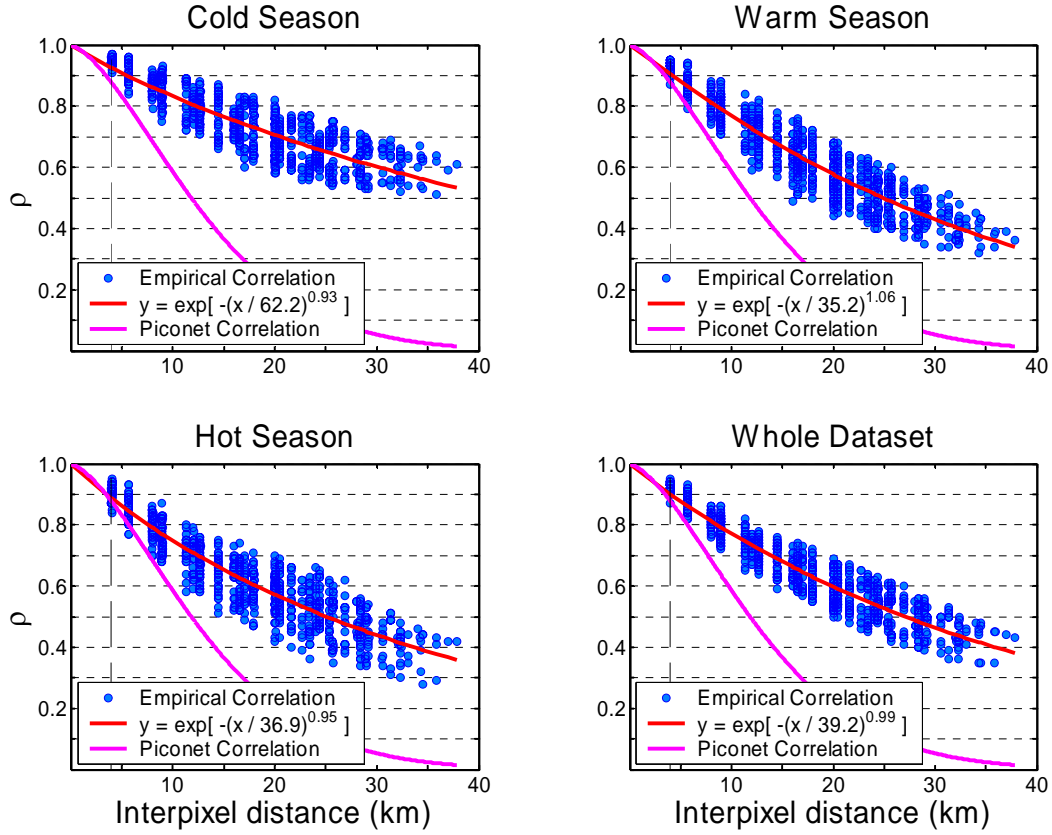 Cold Season
1.0
0.8
0.6
0.4
0.2
ρ
Empirical Correlation
y = exp[ -(x / 62.2)^0.93 ]
Piconet Correlation
10
20
30
40
Warm Season
1.0
0.8
0.6
0.4
0.2
Empirical Correlation
y = exp[ -(x / 35.2)^1.06 ]
Piconet Correlation
10
20
30
40
Hot Season
1.0
0.8
0.6
0.4
0.2
ρ
Empirical Correlation
y = exp[ -(x / 36.9)^0.95 ]
Piconet Correlation
10
20
30
40
Interpixel distance (km)
Whole Dataset
1.0
0.8
0.6
0.4
0.2
Empirical Correlation
y = exp[ -(x / 39.2)^0.99 ]
Piconet Correlation
10
20
30
40
Interpixel distance (km)